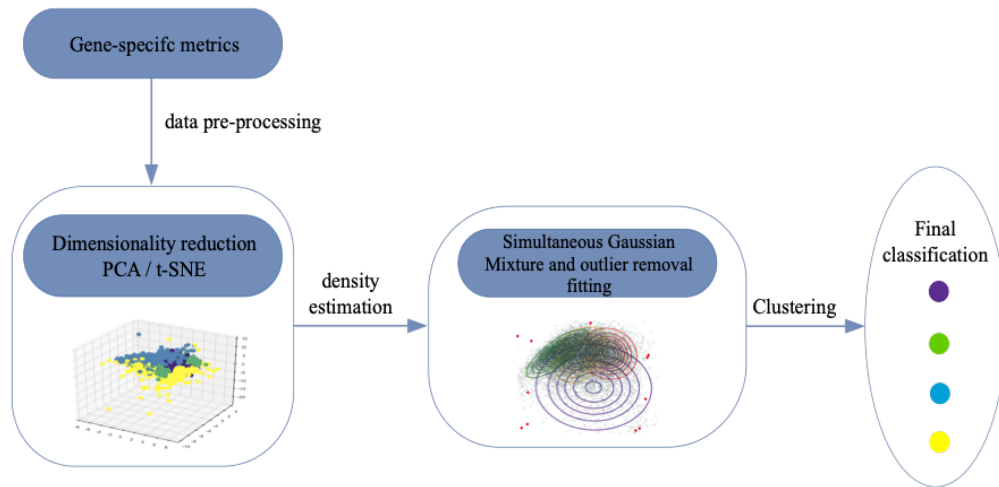 Gene-specifc metrics
data pre-processing
Dimensionality reduction
PCA / t-SNE
density
estimation
Simultaneous Gaussian
Mixture and outlier removal
fitting
Clustering
Final
classification